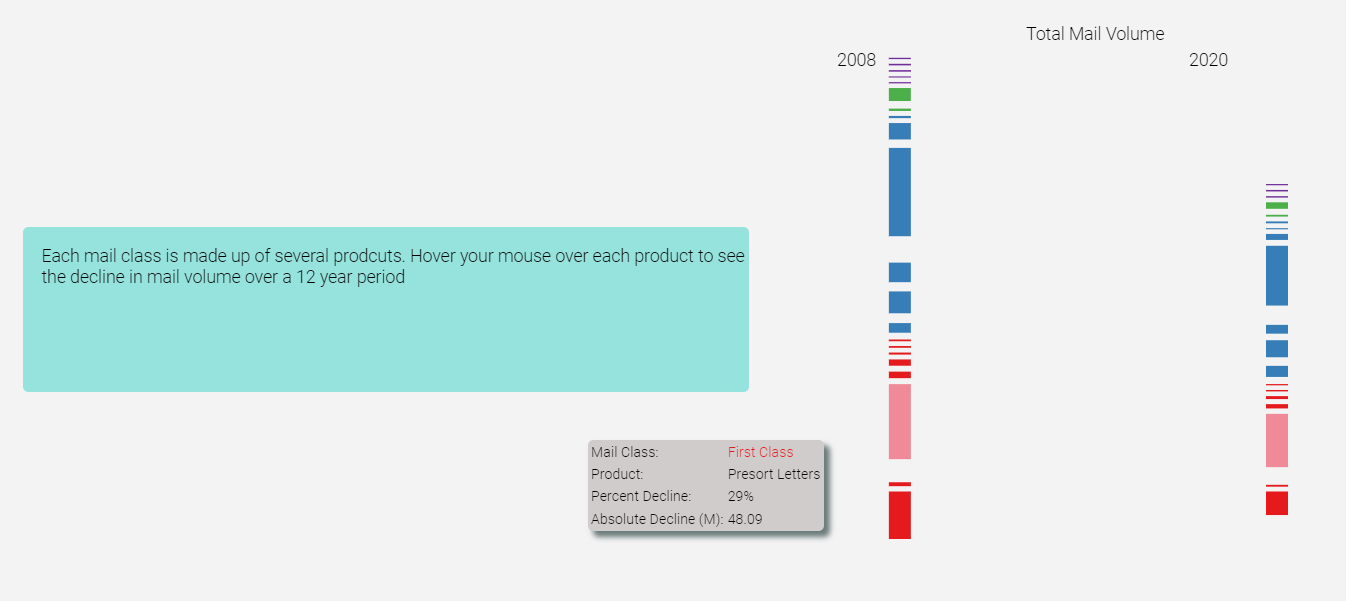 Total Mail Volume
2008
2020
Each mail class is made up of several prodcuts. Hover your mouse over each product to see
the decline in mail volume over a 12 year period
Mail Class: First Class
Product: Presort Letters
Percent Decline: 29%
Absolute Decline (M): 48.09